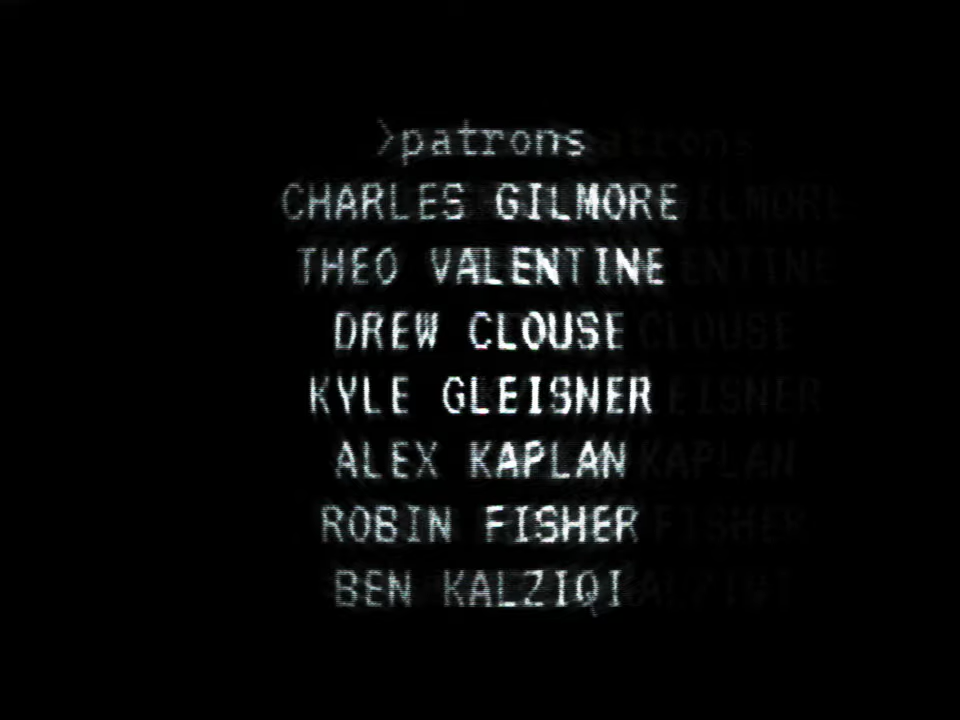 >patrons
CHARLES GILMORE
THEO VALENTINE
DREW CLOUSE
KYLE GLEISNER
ALEX KAPLAN
ROBIN FISHER
BEN KALZIQI